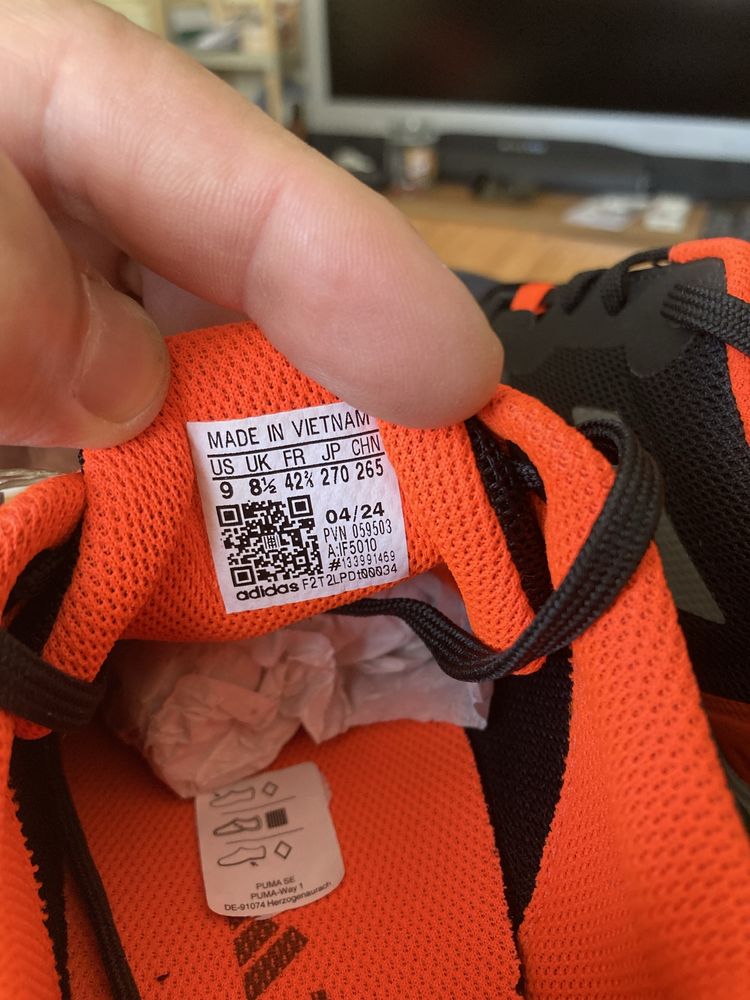 MADE IN VIETNAM
US UK FR JP CHN
9 8½ 42⅔ 270 265
04/24
PVN 059503
A:IF5010
#133991469
adidas F2T2LPDt00034
PUMA SE
PUMA-Way 1
DE-91074 Herzogenaurach